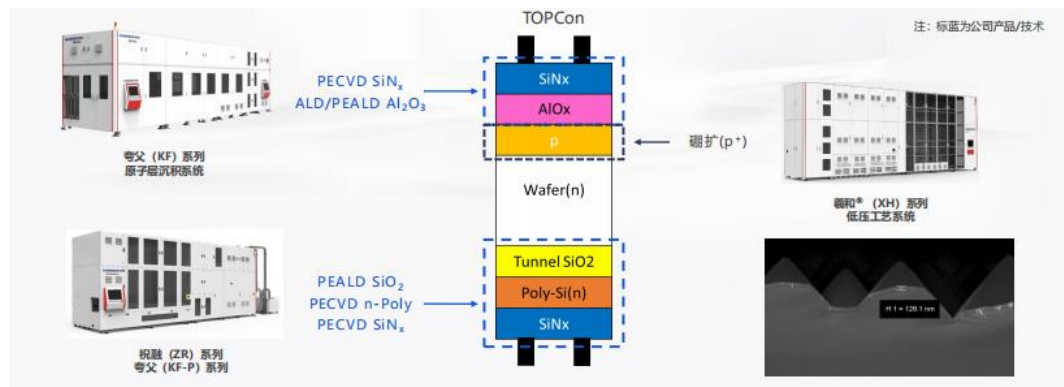 TOPCon
注：标蓝为公司产品/技术
PECVD SiNₓ
ALD/PEALD Al₂O₃
SiNx
AlOx
p
硼扩(p⁺)
夸父（KF）系列
原子层沉积系统
Wafer(n)
羲和®（XH）系列
低压工艺系统
PEALD SiO₂
PECVD n-Poly
PECVD SiNₓ
Tunnel SiO2
Poly-Si(n)
SiNx
H 1 = 126.1 nm
祝融（ZR）系列
夸父（KF-P）系列